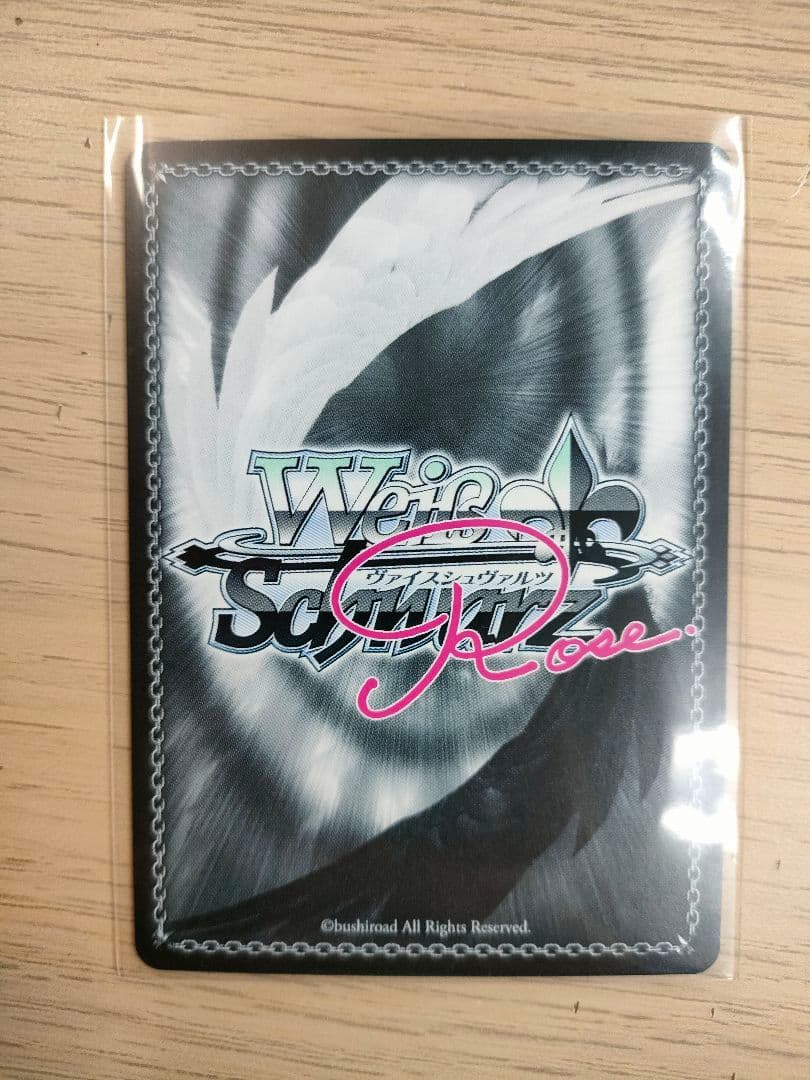 Weiß
ヴァイスシュヴァルツ
Schwarz
Rose.
©bushiroad All Rights Reserved.